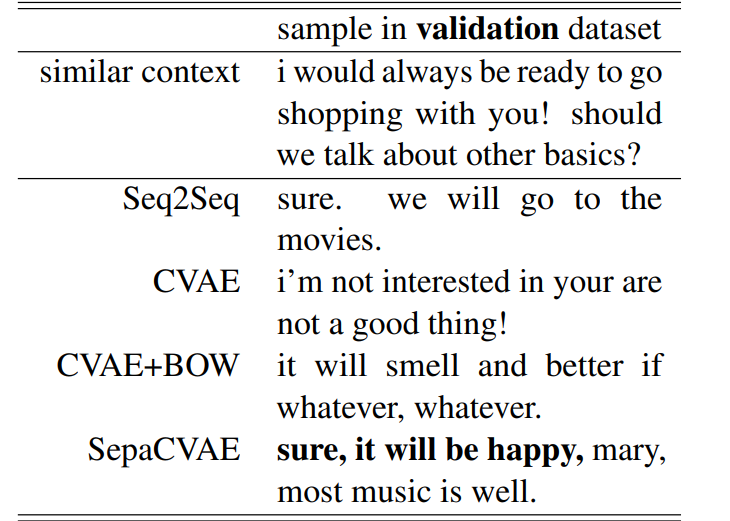 sample in validation dataset
similar context i would always be ready to go
shopping with you! should
we talk about other basics?
Seq2Seq sure. we will go to the
movies.
CVAE i'm not interested in your are
not a good thing!
CVAE+BOW it will smell and better if
whatever, whatever.
SepaCVAE sure, it will be happy, mary,
most music is well.